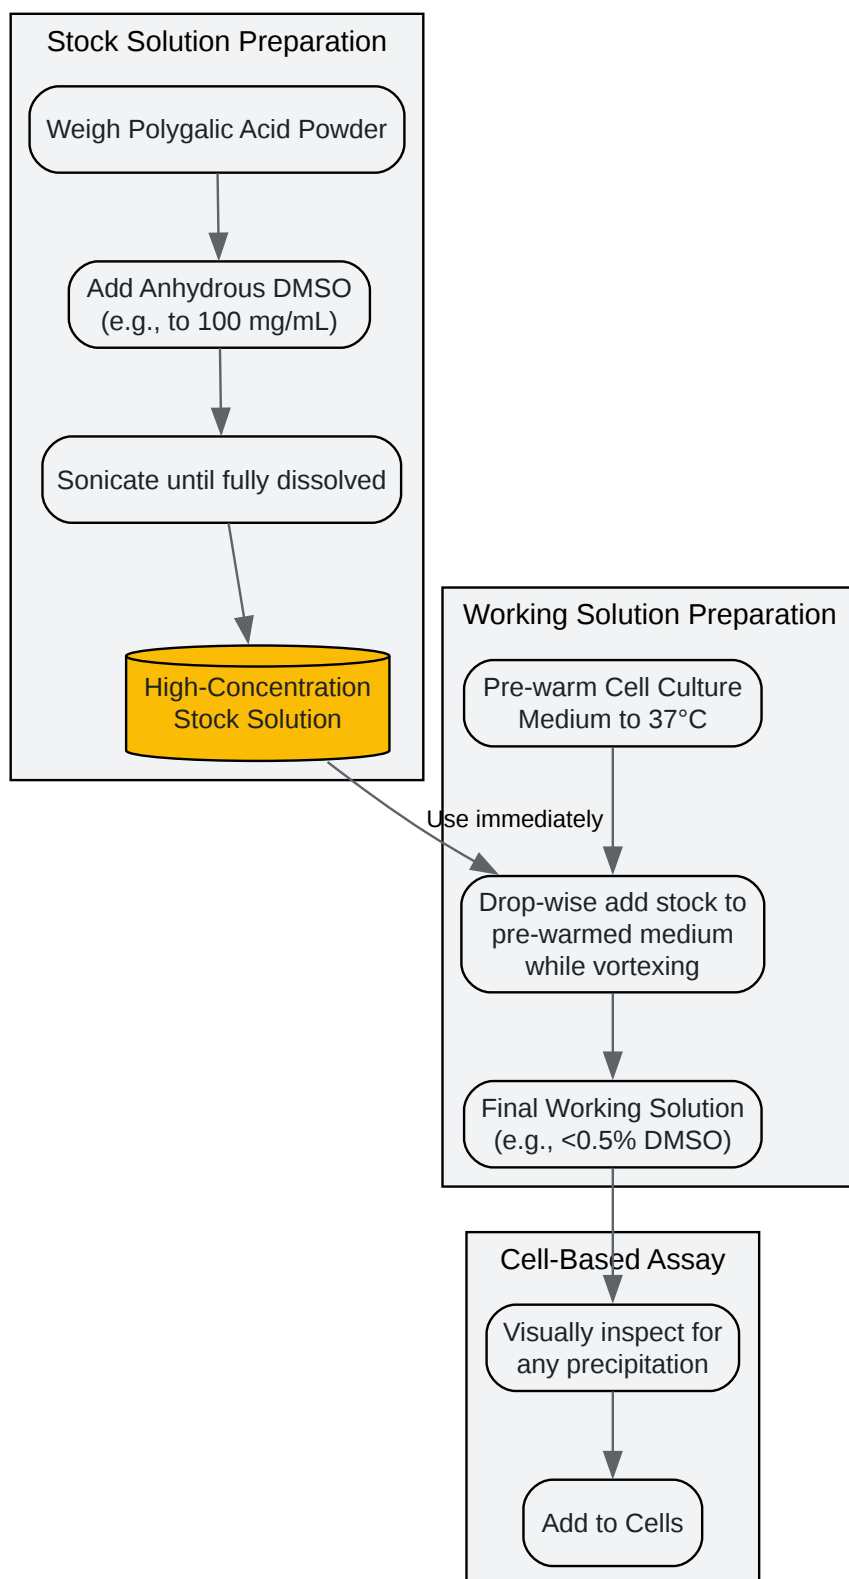 Stock Solution Preparation
Weigh Polygalic Acid Powder
Add Anhydrous DMSO
(e.g., to 100 mg/mL)
Sonicate until fully dissolved
High-Concentration
Stock Solution
Working Solution Preparation
Pre-warm Cell Culture
Medium to 37°C
Use immediately
Drop-wise add stock to
pre-warmed medium
while vortexing
Final Working Solution
(e.g., <0.5% DMSO)
Cell-Based Assay
Visually inspect for
any precipitation
Add to Cells